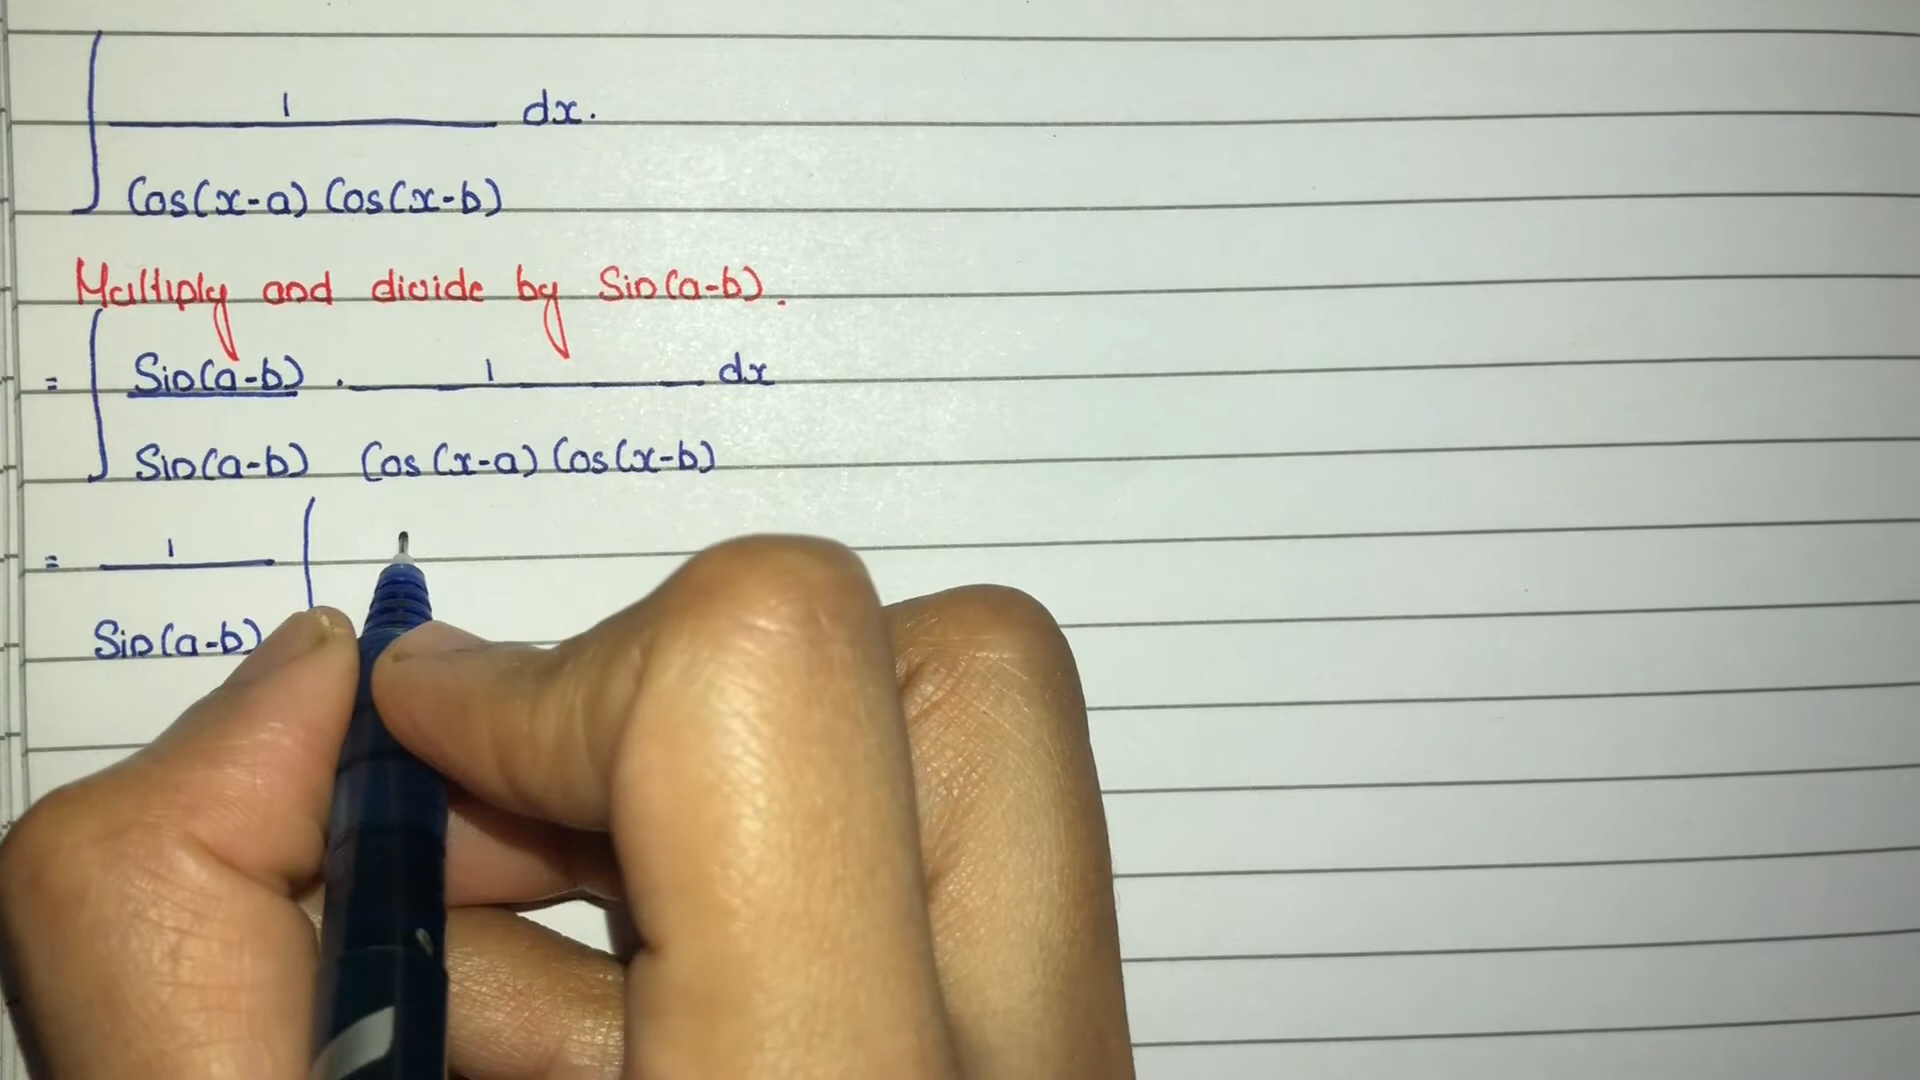 ∫ 1 dx.
Cos(x-a) Cos(x-b)
Multiply and divide by Sin(a-b).
= ∫ Sin(a-b) . 1 dx
Sin(a-b) Cos(x-a) Cos(x-b)
= 1 ∫
Sin(a-b)